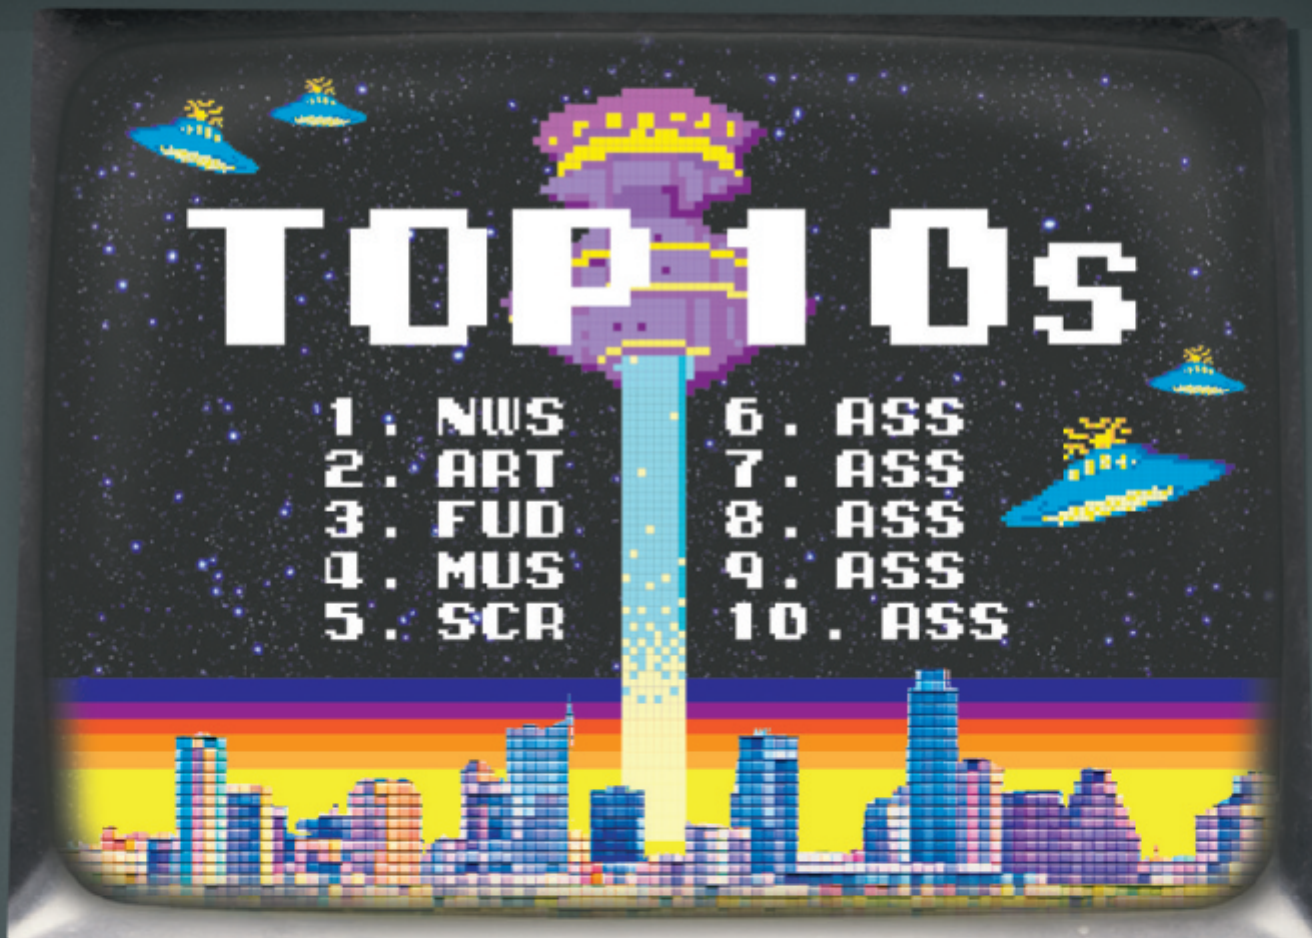 TOP 10s
1. NWS
2. ART
3. FUD
4. MUS
5. SCR
6. ASS
7. ASS
8. ASS
9. ASS
10. ASS